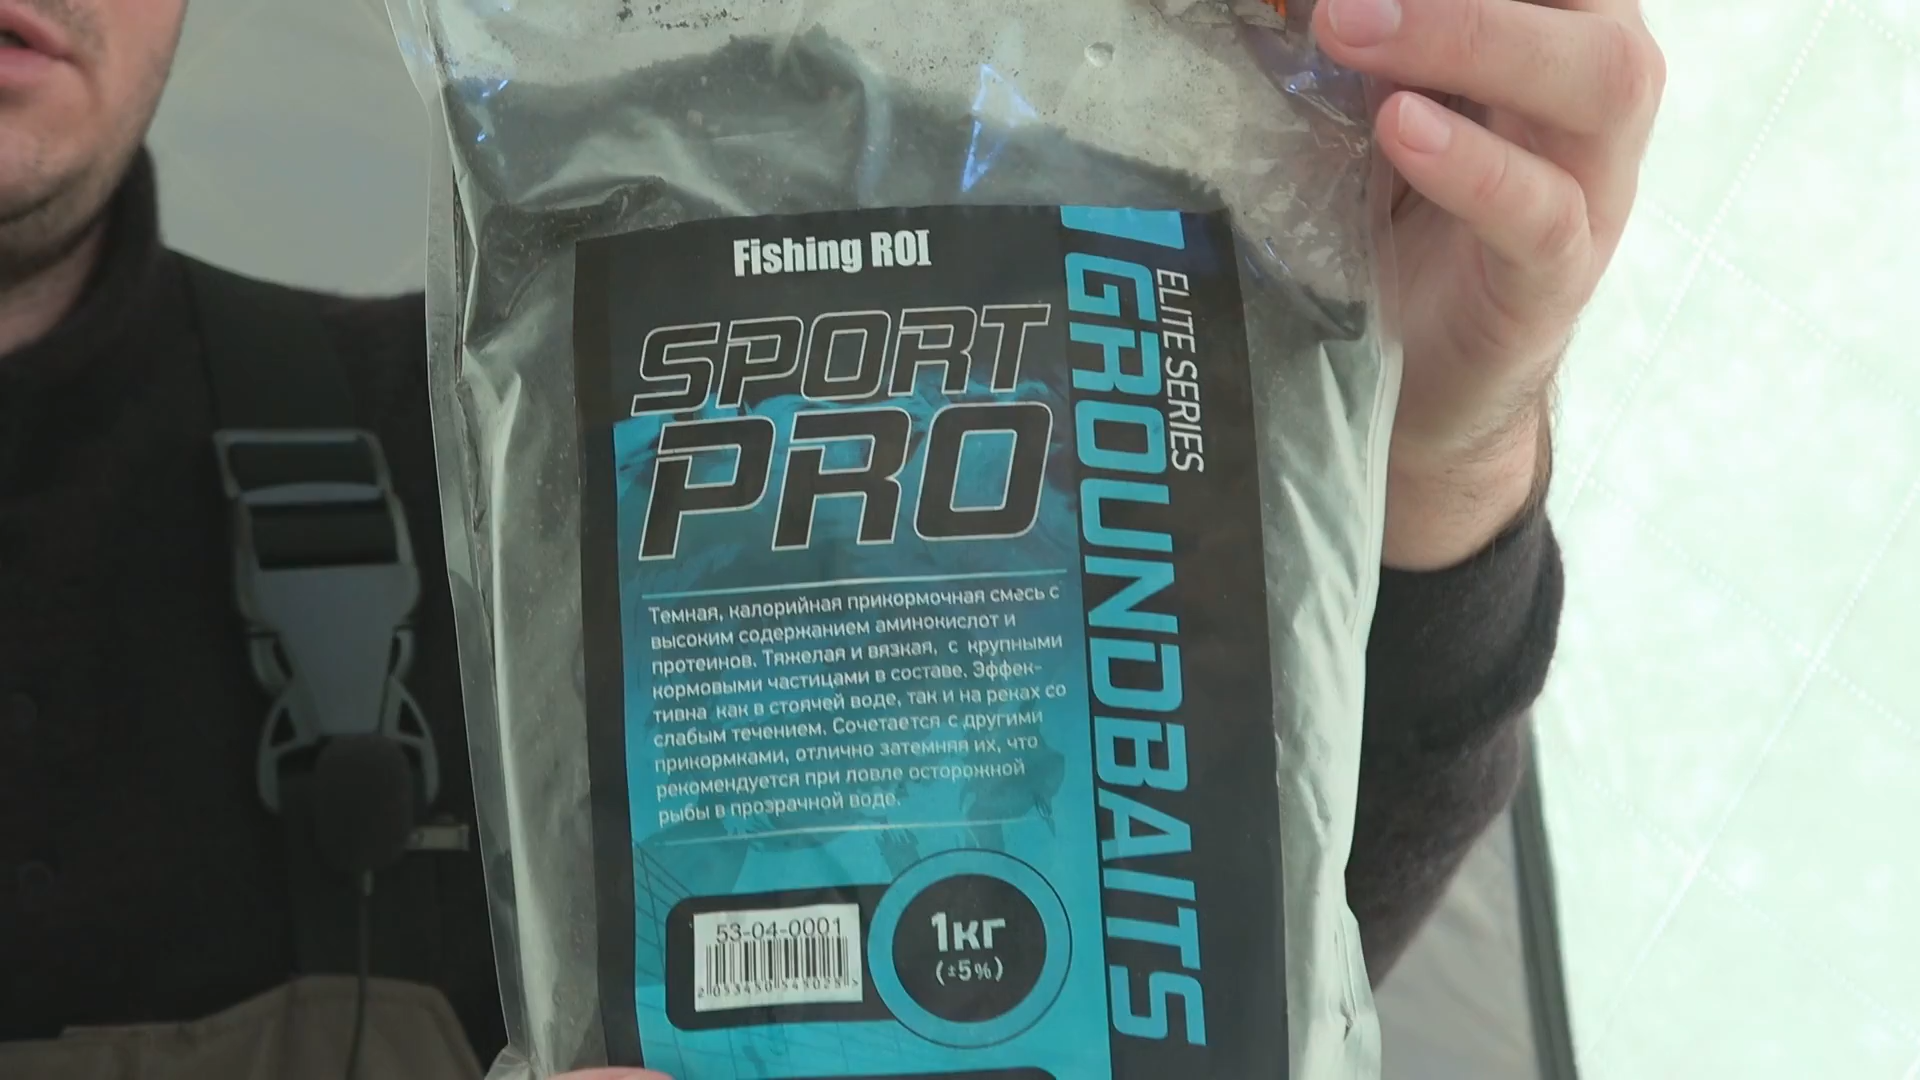 Fishing ROI
SPORT
PRO
ELITE SERIES
GROUNDBAITS
Темная, калорийная прикормочная смесь с
высоким содержанием аминокислот и
протеинов. Тяжелая и вязкая, с крупными
кормовыми частицами в составе. Эффек-
тивна как в стоячей воде, так и на реках со
слабым течением. Сочетается с другими
прикормками, отлично затемняя их, что
рекомендуется при ловле осторожной
рыбы в прозрачной воде.
53-04-0001
1кг
(±5%)